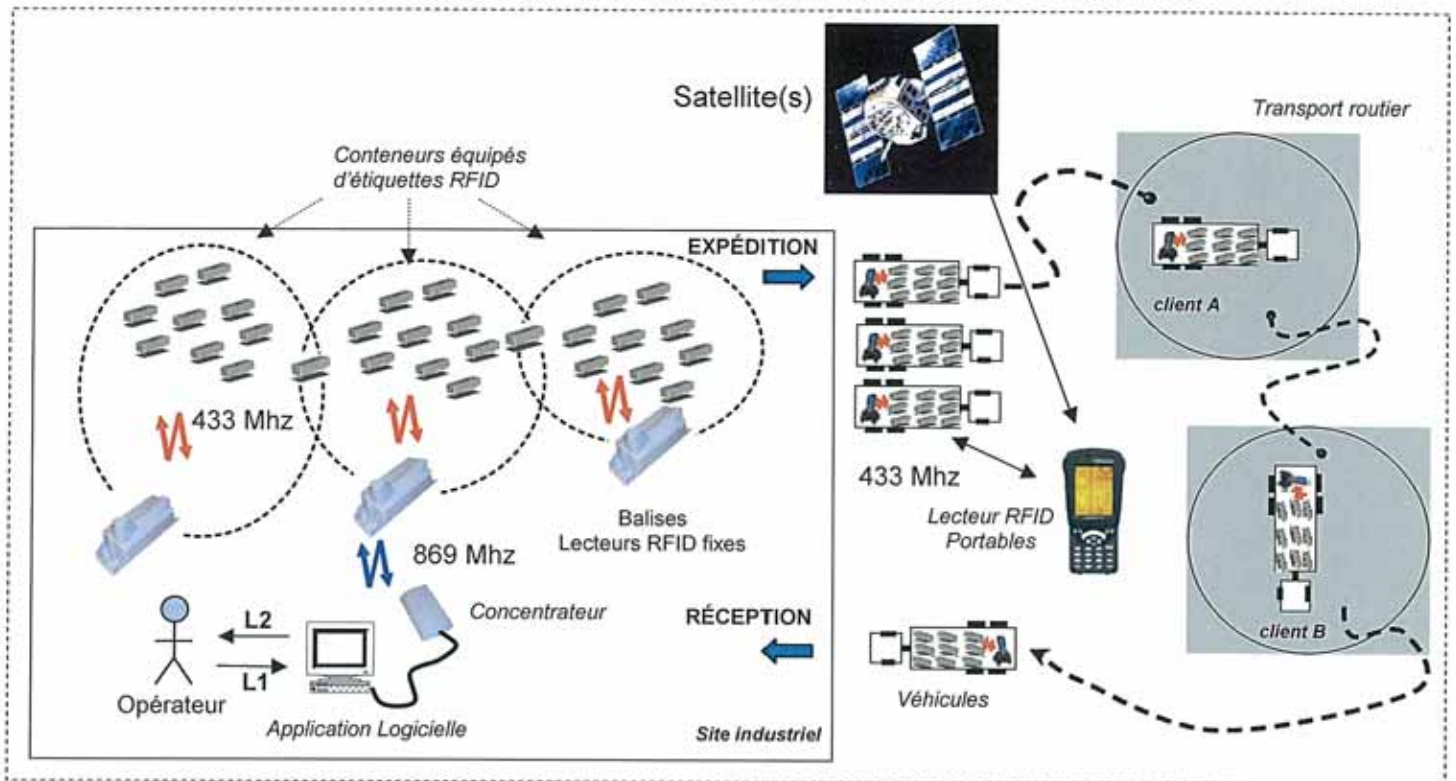 Satellite(s)
Transport routier
Conteneurs équipés
d'étiquettes RFID
EXPÉDITION
client A
433 Mhz
433 Mhz
Balises
Lecteurs RFID fixes
Lecteur RFID
Portables
869 Mhz
Concentrateur
RÉCEPTION
client B
L2
L1
Opérateur
Application Logicielle
Véhicules
Site industriel